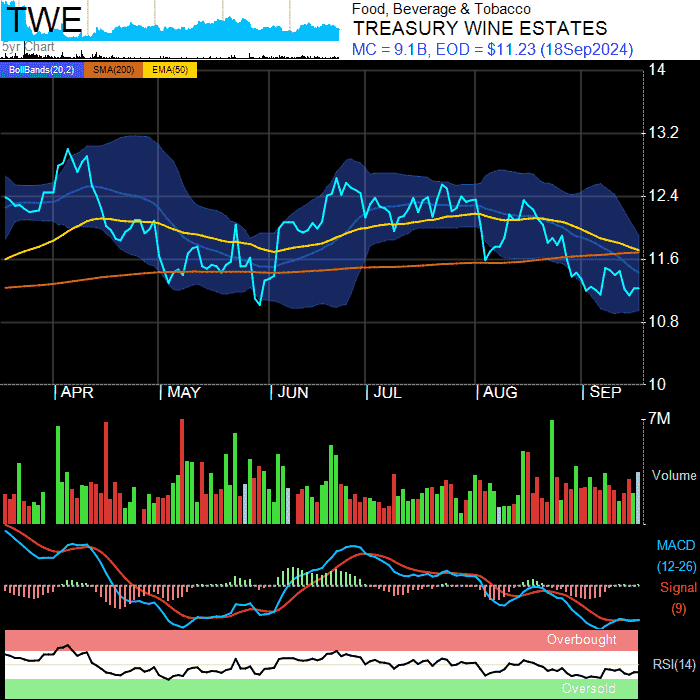 TWE
5yr Chart
Food, Beverage & Tobacco
TREASURY WINE ESTATES
MC = 9.1B, EOD = $11.23 (18Sep2024)
BollBands(20,2) SMA(200) EMA(50)
14
13.2
12.4
11.6
10.8
10
APR MAY JUN JUL AUG SEP
7M
Volume
MACD
(12-26)
Signal
(9)
Overbought
RSI(14)
Oversold